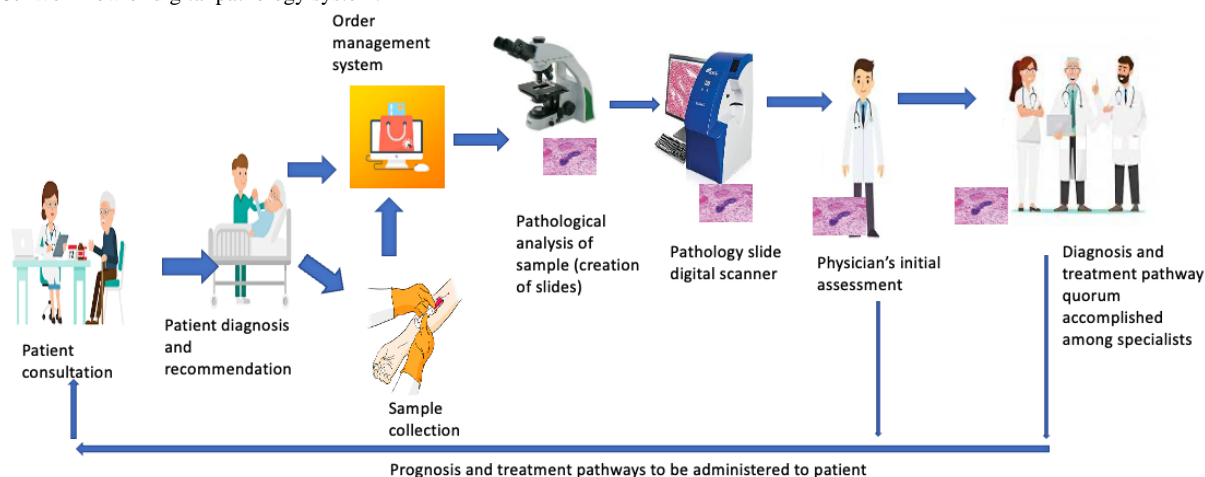 Order
management
system
Patient
consultation
Patient diagnosis
and
recommendation
Sample
collection
Pathological
analysis of
sample (creation
of slides)
Pathology slide
digital scanner
Physician's initial
assessment
Diagnosis and
treatment pathway
quorum
accomplished
among specialists
Prognosis and treatment pathways to be administered to patient